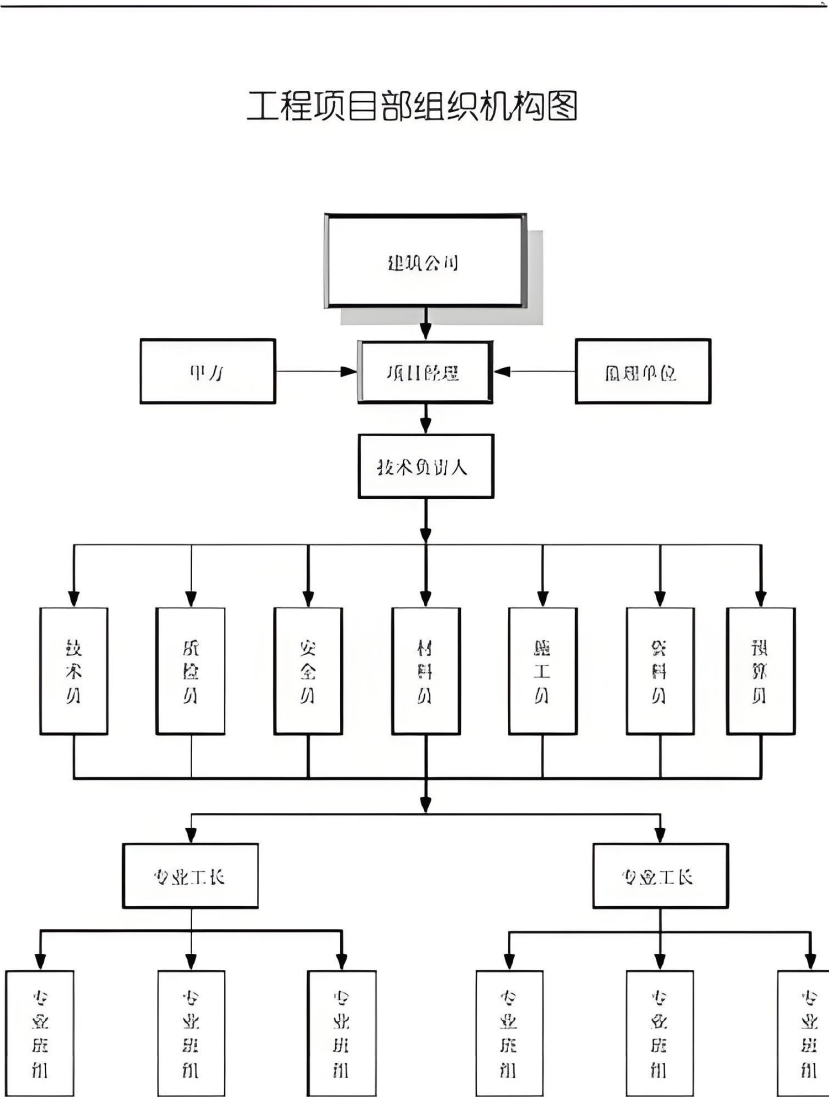 工程项目部组织机构图
建筑公司
甲方
项目经理
监理单位
技术负责人
技术员
质检员
安全员
材料员
施工员
资料员
预算员
专业工长
专业工长
专业班组
专业班组
专业班组
专业班组
专业班组
专业班组